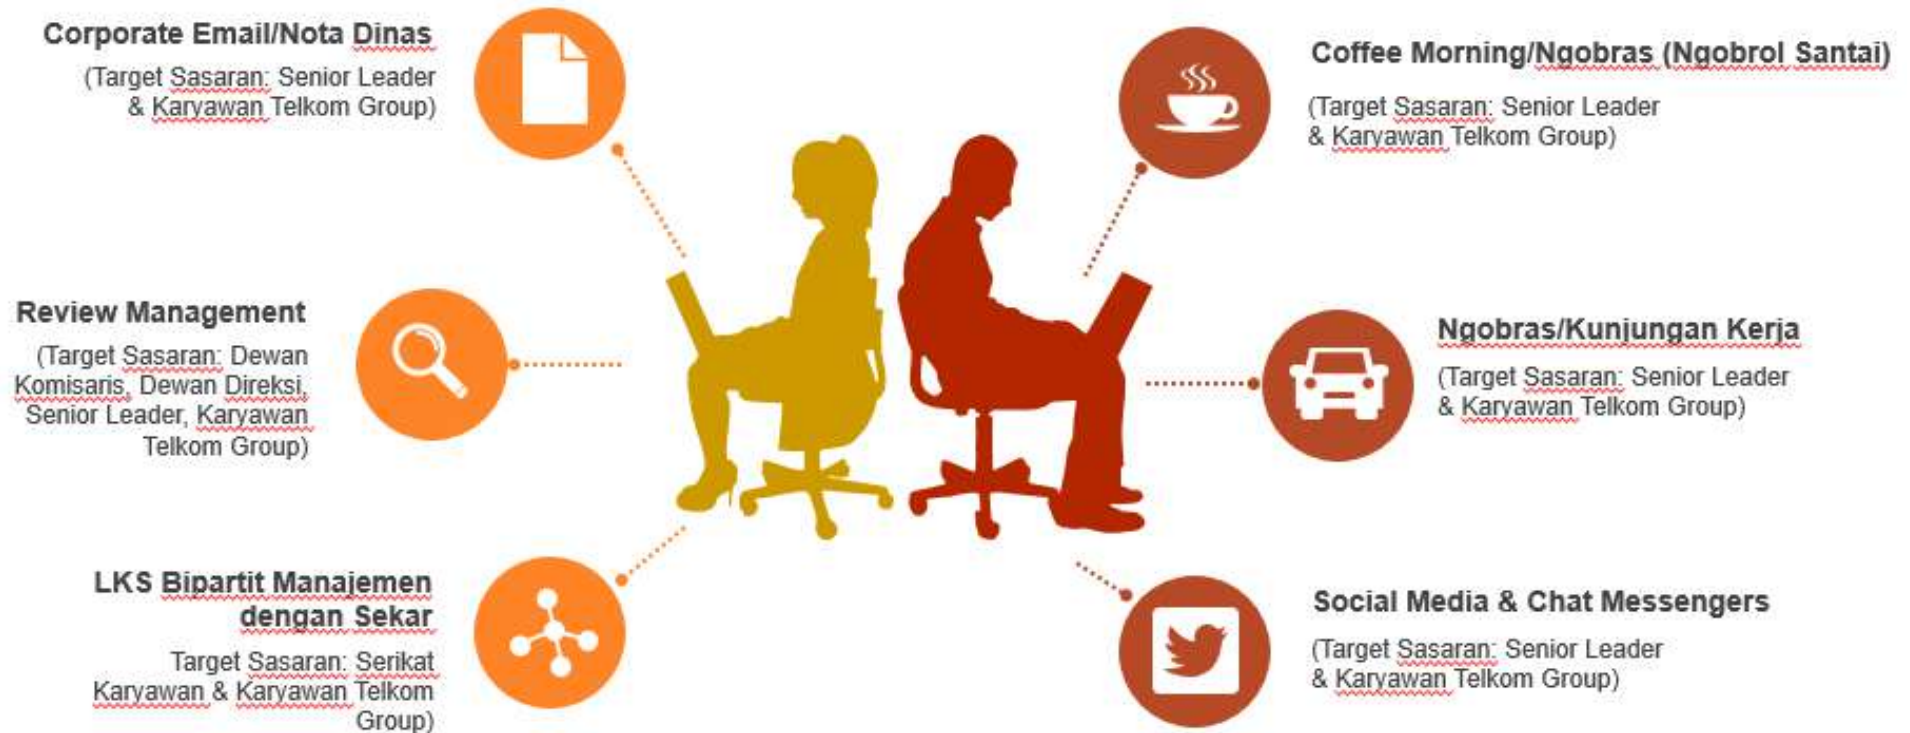 Corporate Email/Nota Dinas
(Target Sasaran: Senior Leader
& Karyawan Telkom Group)
Review Management
(Target Sasaran: Dewan
Komisaris, Dewan Direksi,
Senior Leader, Karyawan
Telkom Group)
LKS Bipartit Manajemen
dengan Sekar
Target Sasaran: Serikat
Karyawan & Karyawan Telkom
Group)
Coffee Morning/Ngobras (Ngobrol Santai)
(Target Sasaran: Senior Leader
& Karyawan Telkom Group)
Ngobras/Kunjungan Kerja
(Target Sasaran: Senior Leader
& Karyawan Telkom Group)
Social Media & Chat Messengers
(Target Sasaran: Senior Leader
& Karyawan Telkom Group)